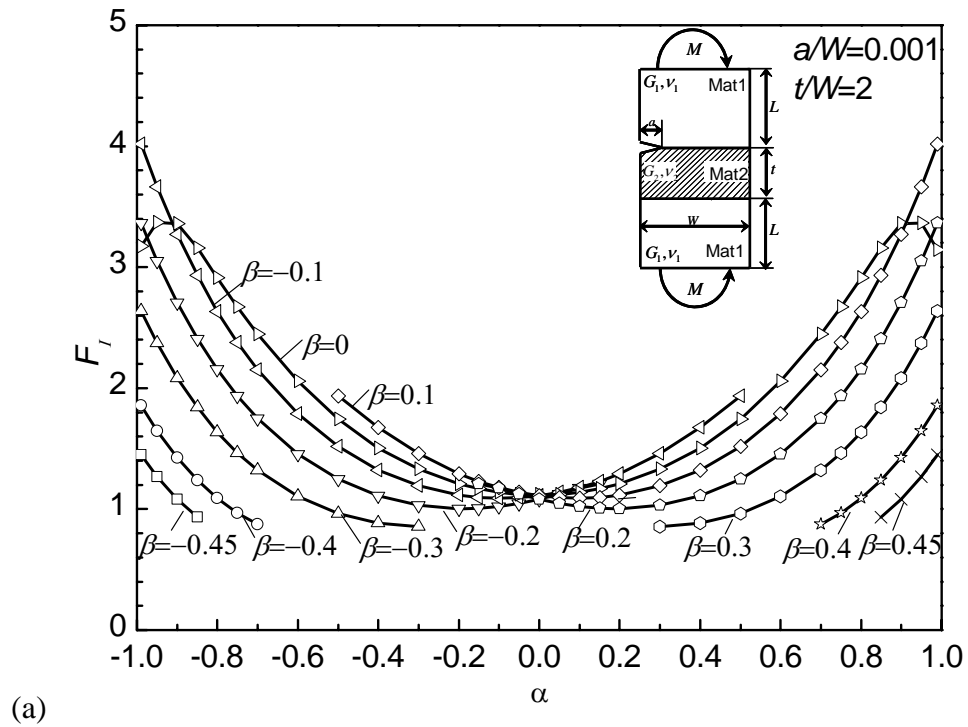 5
4
3
2
1
0
F_I
-1.0 -0.8 -0.6 -0.4 -0.2 0.0 0.2 0.4 0.6 0.8 1.0
α
a/W=0.001
t/W=2
M
G₁,ν₁ Mat1
L
a
G₂,ν₂ Mat2
t
W
L
G₁,ν₁ Mat1
M
β=−0.1
β=0
β=0.1
β=−0.45
β=−0.4
β=−0.3
β=−0.2
β=0.2
β=0.3
β=0.4
β=0.45
(a)